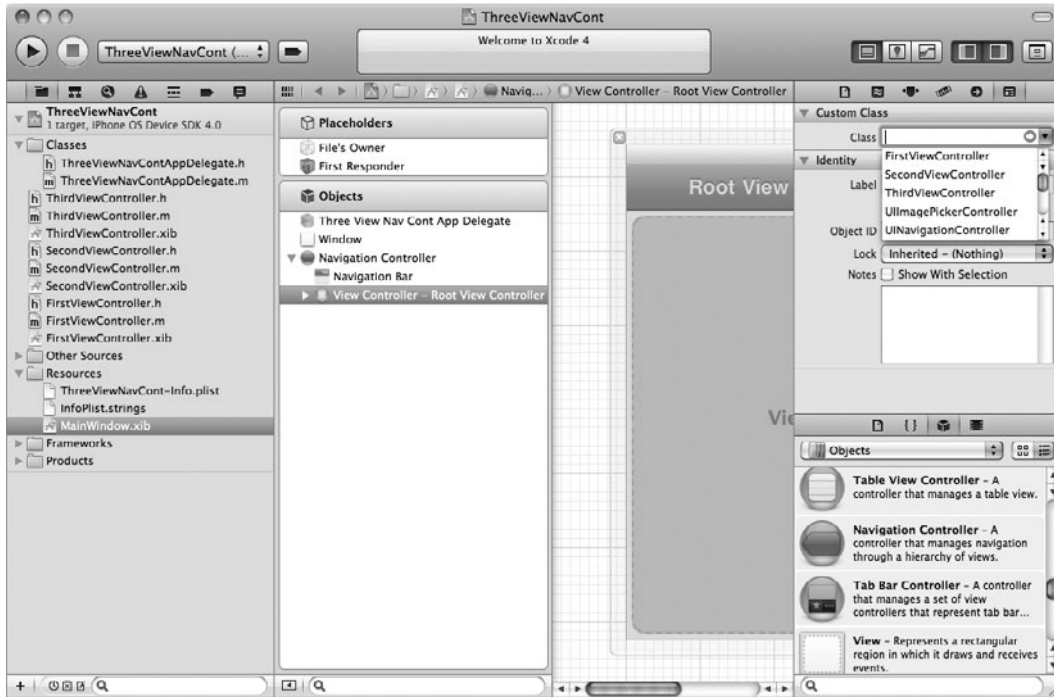 ThreeViewNavCont
ThreeViewNavCont (...
Welcome to Xcode 4
Navig...
View Controller – Root View Controller
ThreeViewNavCont
1 target, iPhone OS Device SDK 4.0
Classes
ThreeViewNavContAppDelegate.h
ThreeViewNavContAppDelegate.m
ThirdViewController.h
ThirdViewController.m
ThirdViewController.xib
SecondViewController.h
SecondViewController.m
SecondViewController.xib
FirstViewController.h
FirstViewController.m
FirstViewController.xib
Other Sources
Resources
ThreeViewNavCont-Info.plist
InfoPlist.strings
MainWindow.xib
Frameworks
Products
Placeholders
File's Owner
First Responder
Objects
Three View Nav Cont App Delegate
Window
Navigation Controller
Navigation Bar
View Controller – Root View Controller
Root View
Vie
Custom Class
Class
FirstViewController
SecondViewController
ThirdViewController
UIImagePickerController
UINavigationController
Identity
Label
Object ID
Lock Inherited – (Nothing)
Notes Show With Selection
Objects
Table View Controller – A
controller that manages a table view.
Navigation Controller – A
controller that manages navigation
through a hierarchy of views.
Tab Bar Controller – A controller
that manages a set of view
controllers that represent tab bar...
View – Represents a rectangular
region in which it draws and receives
events.